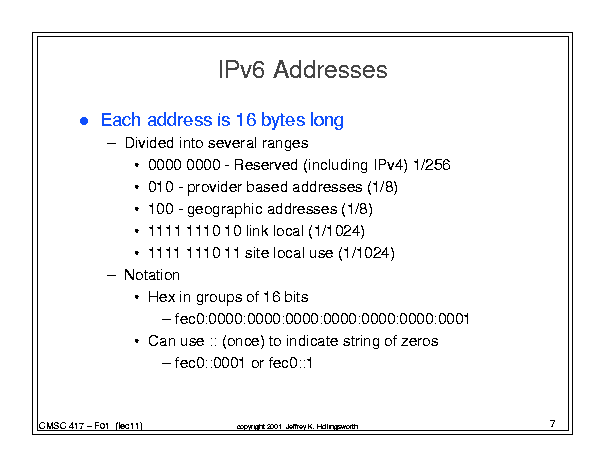 IPv6 Addresses
● Each address is 16 bytes long
– Divided into several ranges
• 0000 0000 - Reserved (including IPv4) 1/256
• 010 - provider based addresses (1/8)
• 100 - geographic addresses (1/8)
• 1111 1110 10 link local (1/1024)
• 1111 1110 11 site local use (1/1024)
– Notation
• Hex in groups of 16 bits
– fec0:0000:0000:0000:0000:0000:0000:0001
• Can use :: (once) to indicate string of zeros
– fec0::0001 or fec0::1
CMSC 417 – F01 (lec11)
copyright 2001 Jeffrey K. Hollingsworth
7